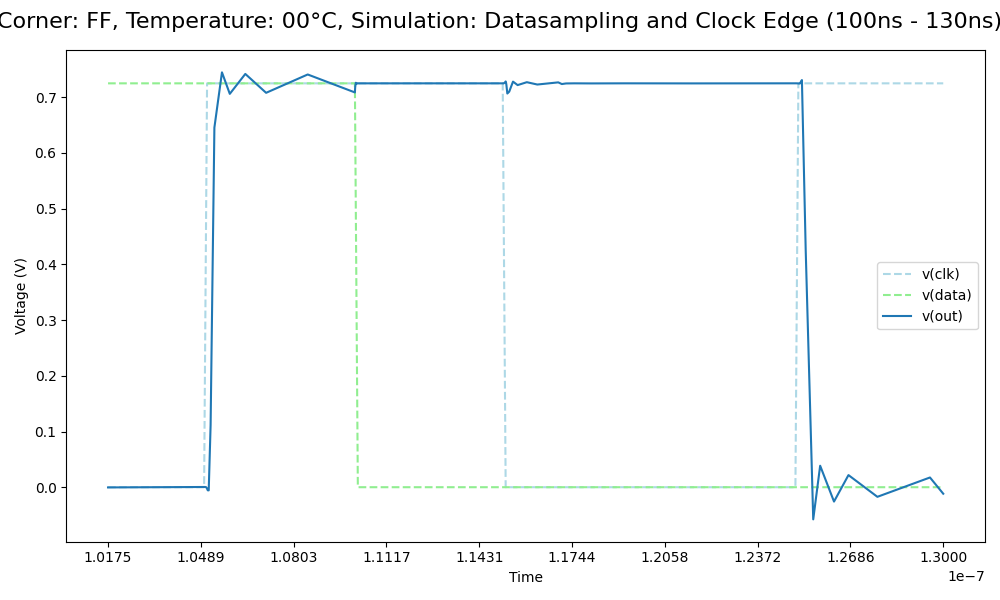 Corner: FF, Temperature: 00°C, Simulation: Datasampling and Clock Edge (100ns - 130ns)
0.7
0.6
0.5
0.4
0.3
0.2
0.1
0.0
Voltage (V)
v(clk)
v(data)
v(out)
1.0175 1.0489 1.0803 1.1117 1.1431 1.1744 1.2058 1.2372 1.2686 1.3000
1e−7
Time